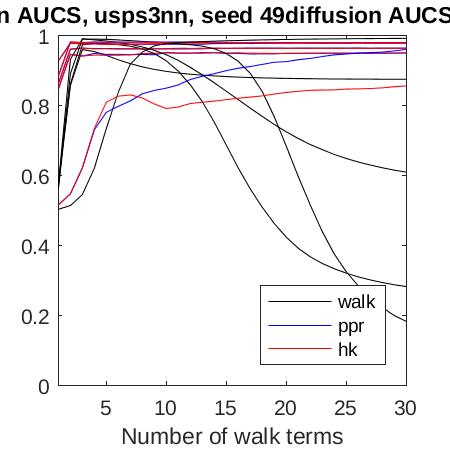 n AUCS, usps3nn, seed 49diffusion AUCS
1
0.8
0.6
0.4
0.2
0
5
10
15
20
25
30
walk
ppr
hk
Number of walk terms